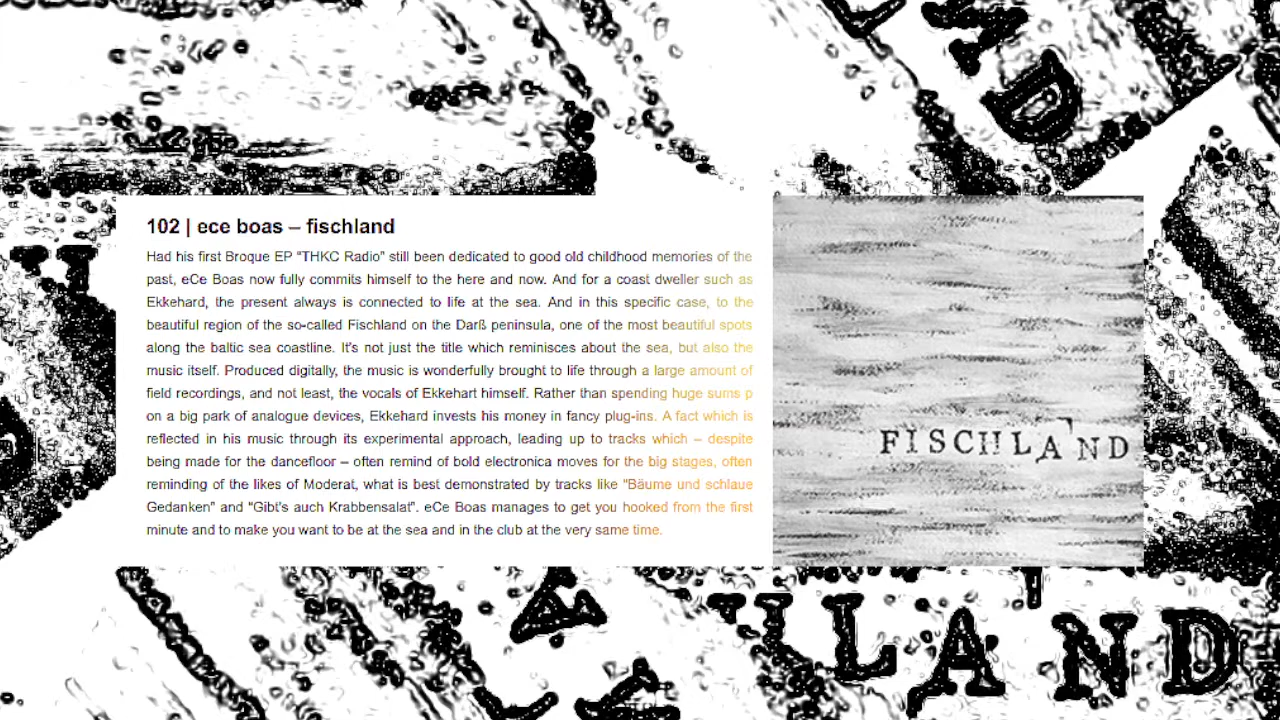 102 | ece boas – fischland
Had his first Broque EP “THKC Radio” still been dedicated to good old childhood memories of the
past, eCe Boas now fully commits himself to the here and now. And for a coast dweller such as
Ekkehard, the present always is connected to life at the sea. And in this specific case, to the
beautiful region of the so-called Fischland on the Darß peninsula, one of the most beautiful spots
along the baltic sea coastline. It's not just the title which reminisces about the sea, but also the
music itself. Produced digitally, the music is wonderfully brought to life through a large amount of
field recordings, and not least, the vocals of Ekkehart himself. Rather than spending huge sums p
on a big park of analogue devices, Ekkehard invests his money in fancy plug-ins. A fact which is
reflected in his music through its experimental approach, leading up to tracks which – despite
being made for the dancefloor – often remind of bold electronica moves for the big stages, often
reminding of the likes of Moderat, what is best demonstrated by tracks like “Bäume und schlaue
Gedanken” and “Gibt's auch Krabbensalat”. eCe Boas manages to get you hooked from the first
minute and to make you want to be at the sea and in the club at the very same time.
FISCHLAND
LAND